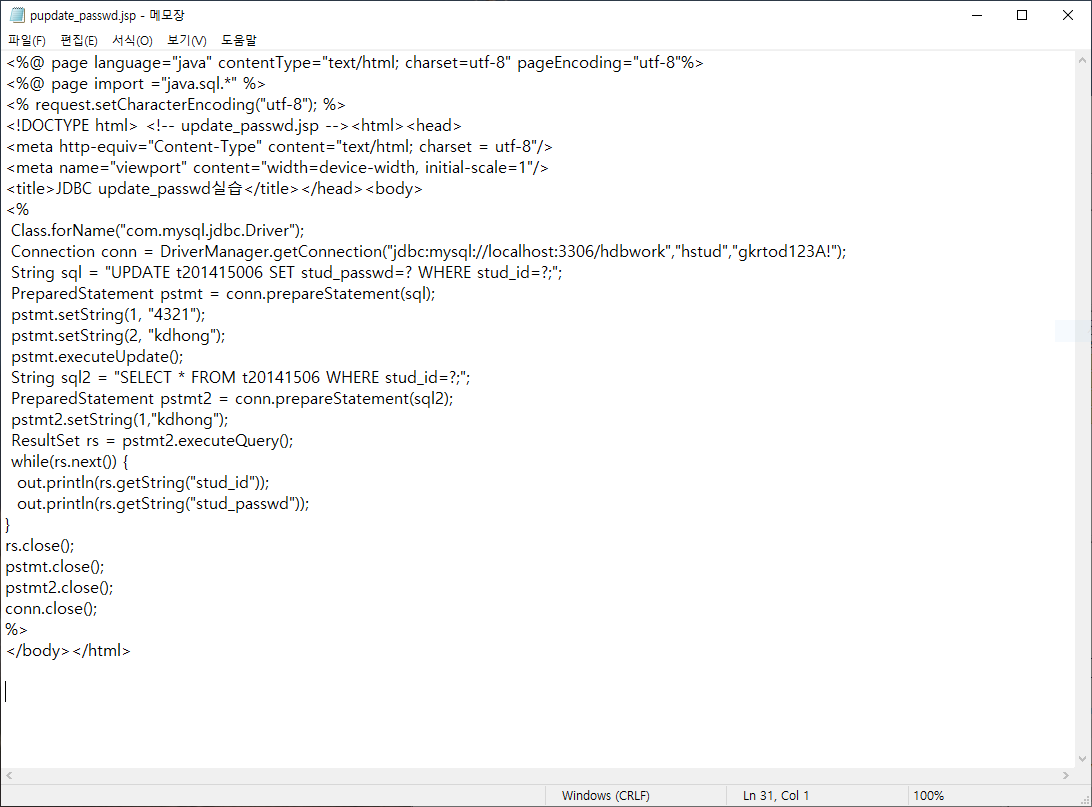 pupdate_passwd.jsp - 메모장
파일(F) 편집(E) 서식(O) 보기(V) 도움말
<%@ page language="java" contentType="text/html; charset=utf-8" pageEncoding="utf-8"%>
<%@ page import ="java.sql.*" %>
<% request.setCharacterEncoding("utf-8"); %>
<!DOCTYPE html> <!-- update_passwd.jsp --><html><head>
<meta http-equiv="Content-Type" content="text/html; charset = utf-8"/>
<meta name="viewport" content="width=device-width, initial-scale=1"/>
<title>JDBC update_passwd실습</title></head><body>
<%
 Class.forName("com.mysql.jdbc.Driver");
 Connection conn = DriverManager.getConnection("jdbc:mysql://localhost:3306/hdbwork","hstud","gkrtod123A!");
 String sql = "UPDATE t201415006 SET stud_passwd=? WHERE stud_id=?;";
 PreparedStatement pstmt = conn.prepareStatement(sql);
 pstmt.setString(1, "4321");
 pstmt.setString(2, "kdhong");
 pstmt.executeUpdate();
 String sql2 = "SELECT * FROM t20141506 WHERE stud_id=?;";
 PreparedStatement pstmt2 = conn.prepareStatement(sql2);
 pstmt2.setString(1,"kdhong");
 ResultSet rs = pstmt2.executeQuery();
 while(rs.next()) {
  out.println(rs.getString("stud_id"));
  out.println(rs.getString("stud_passwd"));
}
rs.close();
pstmt.close();
pstmt2.close();
conn.close();
%>
</body></html>
Windows (CRLF) Ln 31, Col 1 100%